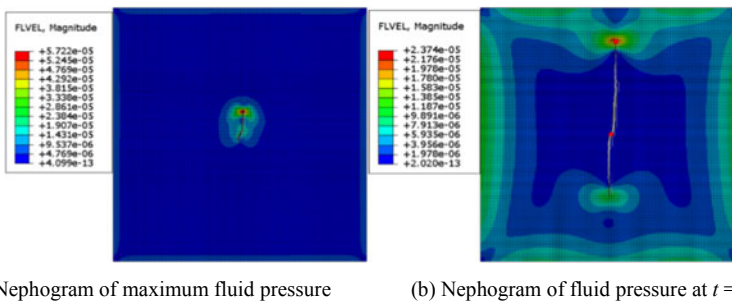 FLVEL, Magnitude
+5.722e-05
+5.245e-05
+4.769e-05
+4.292e-05
+3.815e-05
+3.338e-05
+2.861e-05
+2.384e-05
+1.907e-05
+1.431e-05
+9.537e-06
+4.769e-06
+4.099e-13
FLVEL, Magnitude
+2.374e-05
+2.176e-05
+1.978e-05
+1.780e-05
+1.583e-05
+1.385e-05
+1.187e-05
+9.891e-06
+7.913e-06
+5.935e-06
+3.956e-06
+1.978e-06
+2.020e-13
Nephogram of maximum fluid pressure
(b) Nephogram of fluid pressure at t =